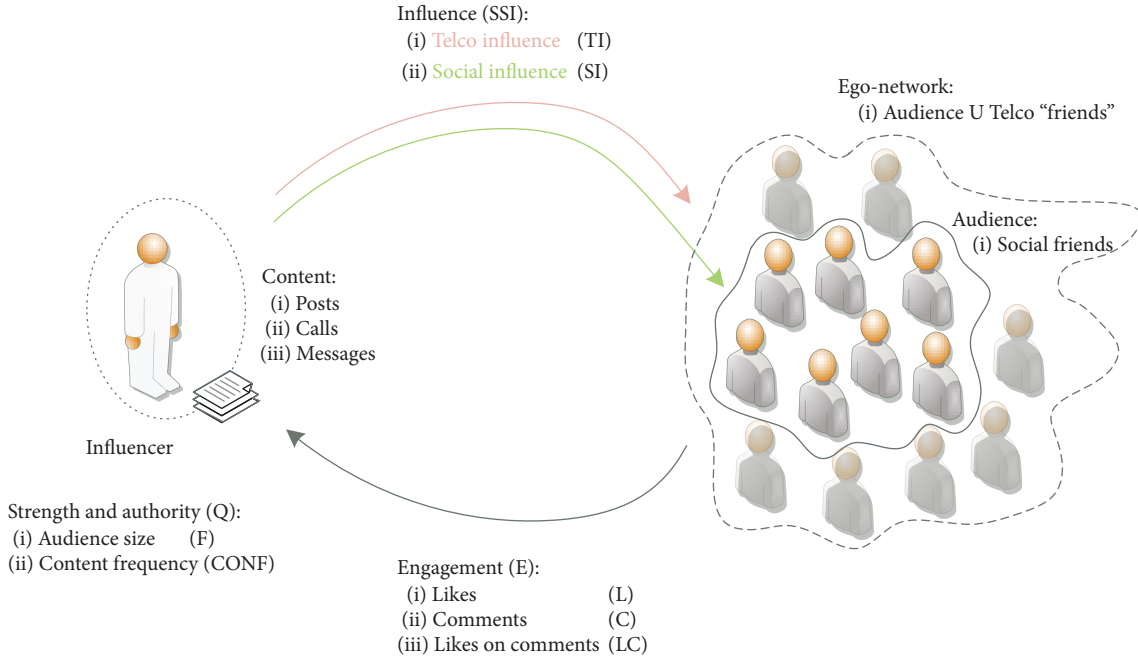 Influence (SSI):
(i) Telco influence (TI)
(ii) Social influence (SI)
Ego-network:
(i) Audience U Telco “friends”
Audience:
(i) Social friends
Content:
(i) Posts
(ii) Calls
(iii) Messages
Influencer
Strength and authority (Q):
(i) Audience size (F)
(ii) Content frequency (CONF)
Engagement (E):
(i) Likes (L)
(ii) Comments (C)
(iii) Likes on comments (LC)